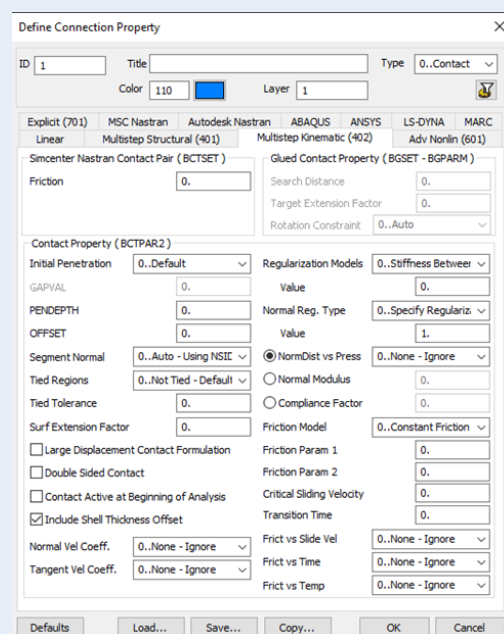 Define Connection Property
ID 1 Title Type 0..Contact
Color 110 Layer 1
Explicit (701) MSC Nastran Autodesk Nastran ABAQUS ANSYS LS-DYNA MARC
Linear Multistep Structural (401) Multistep Kinematic (402) Adv Nonlin (601)
Simcenter Nastran Contact Pair (BCTSET)
Friction 0.
Glued Contact Property (BGSET - BGPARM)
Search Distance 0.
Target Extension Factor 0.
Rotation Constraint 0..Auto
Contact Property (BCTPAR2)
Initial Penetration 0..Default
GAPVAL 0.
PENDEPTH 0.
OFFSET 0.
Segment Normal 0..Auto - Using NSID
Tied Regions 0..Not Tied - Default
Tied Tolerance 0.
Surf Extension Factor 0.
Large Displacement Contact Formulation
Double Sided Contact
Contact Active at Beginning of Analysis
Include Shell Thickness Offset
Normal Vel Coeff. 0..None - Ignore
Tangent Vel Coeff. 0..None - Ignore
Regularization Models 0..Stiffness Between
Value 0.
Normal Reg. Type 0..Specify Regulariz
Value 1.
NormDist vs Press 0..None - Ignore
Normal Modulus 0.
Compliance Factor 0.
Friction Model 0..Constant Friction
Friction Param 1 0.
Friction Param 2 0.
Critical Sliding Velocity 0.
Transition Time 0.
Frict vs Slide Vel 0..None - Ignore
Frict vs Time 0..None - Ignore
Frict vs Temp 0..None - Ignore
Defaults Load... Save... Copy... OK Cancel